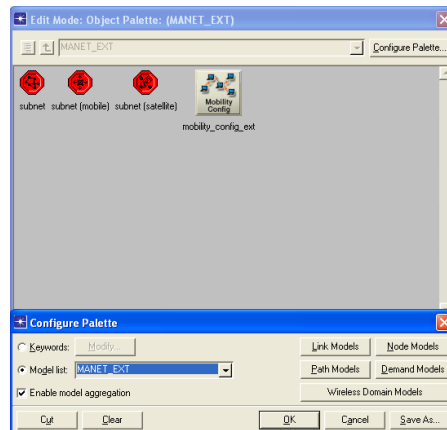 Edit Mode: Object Palette: (MANET_EXT)
MANET_EXT
Configure Palette...
Mobility
Config
subnet subnet (mobile) subnet (satellite)
mobility_config_ext
Configure Palette
Keywords: Modify... Link Models Node Models
Model list: MANET_EXT Path Models Demand Models
Enable model aggregation Wireless Domain Models
Cut Clear OK Cancel Save As...